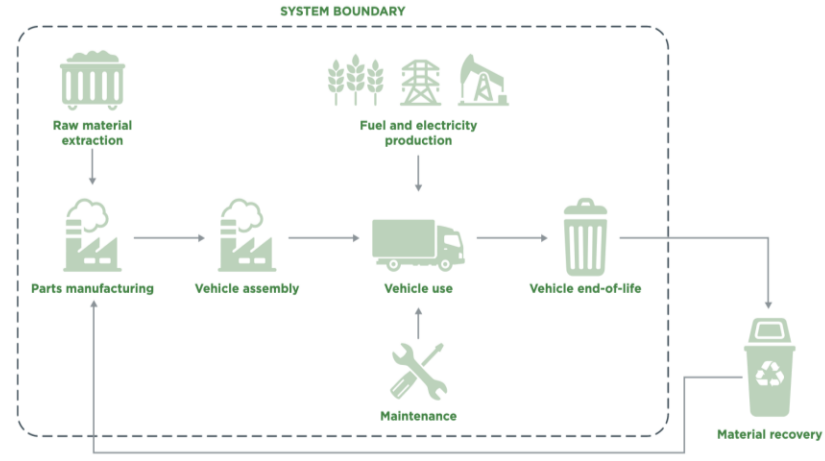 SYSTEM BOUNDARY
Raw material
extraction
Fuel and electricity
production
Parts manufacturing
Vehicle assembly
Vehicle use
Vehicle end-of-life
Maintenance
Material recovery